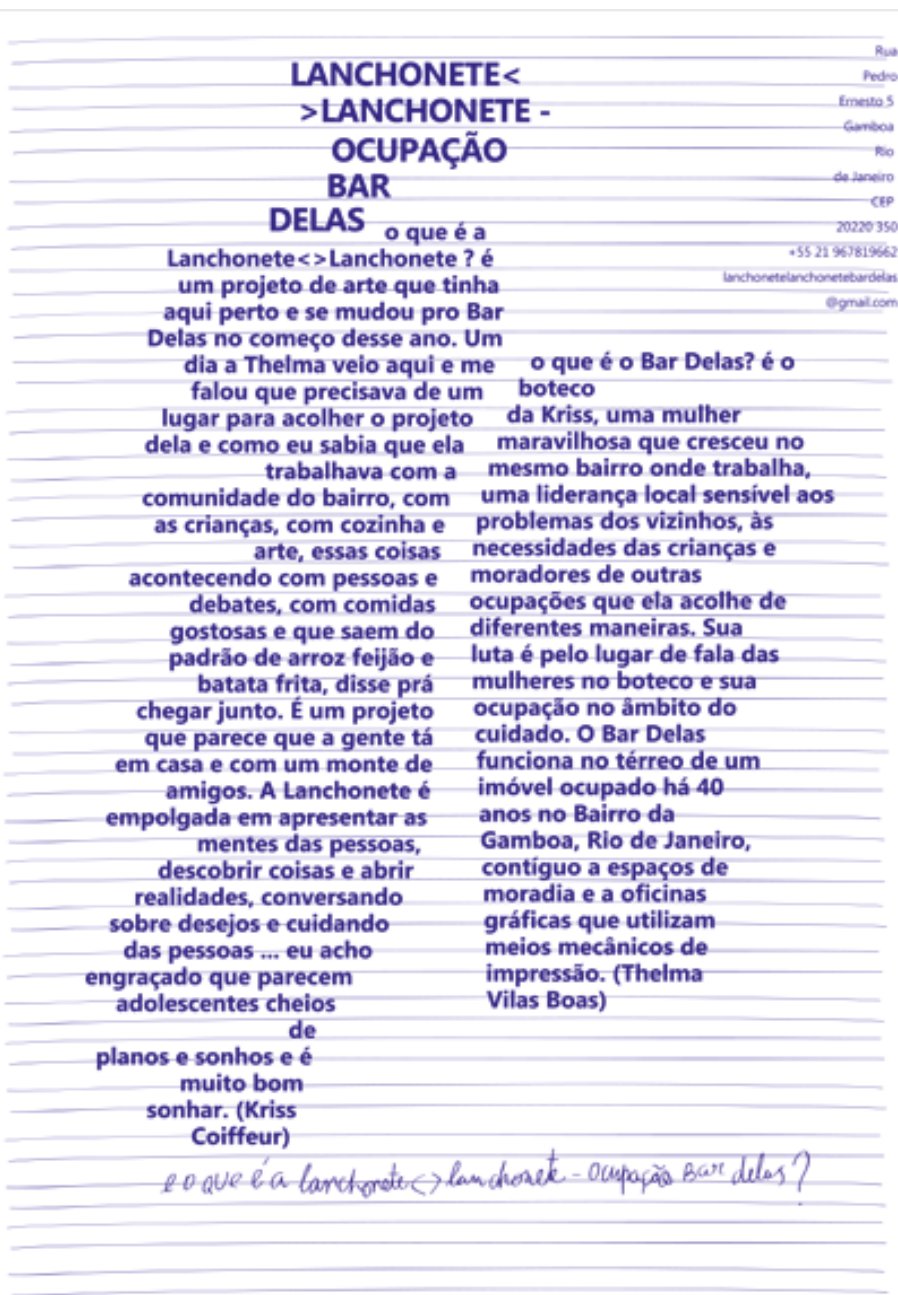 LANCHONETE<
>LANCHONETE -
OCUPAÇÃO
BAR
DELAS
o que é a
Lanchonete<>Lanchonete ? é
um projeto de arte que tinha
aqui perto e se mudou pro Bar
Delas no começo desse ano. Um
dia a Thelma veio aqui e me
falou que precisava de um
lugar para acolher o projeto
dela e como eu sabia que ela
trabalhava com a
comunidade do bairro, com
as crianças, com cozinha e
arte, essas coisas
acontecendo com pessoas e
debates, com comidas
gostosas e que saem do
padrão de arroz feijão e
batata frita, disse prá
chegar junto. É um projeto
que parece que a gente tá
em casa e com um monte de
amigos. A Lanchonete é
empolgada em apresentar as
mentes das pessoas,
descobrir coisas e abrir
realidades, conversando
sobre desejos e cuidando
das pessoas ... eu acho
engraçado que parecem
adolescentes cheios
de
planos e sonhos e é
muito bom
sonhar. (Kriss
Coiffeur)
o que é o Bar Delas? é o
boteco
da Kriss, uma mulher
maravilhosa que cresceu no
mesmo bairro onde trabalha,
uma liderança local sensível aos
problemas dos vizinhos, às
necessidades das crianças e
moradores de outras
ocupações que ela acolhe de
diferentes maneiras. Sua
luta é pelo lugar de fala das
mulheres no boteco e sua
ocupação no âmbito do
cuidado. O Bar Delas
funciona no térreo de um
imóvel ocupado há 40
anos no Bairro da
Gamboa, Rio de Janeiro,
contíguo a espaços de
moradia e a oficinas
gráficas que utilizam
meios mecânicos de
impressão. (Thelma
Vilas Boas)
Rua
Pedro
Ernesto 5
Gamboa
Rio
de Janeiro
CEP
20220 350
+55 21 967819662
lanchonetelanchonetebardelas
@gmail.com
e o que é a lanchonete<>lanchonete - ocupação Bar delas?